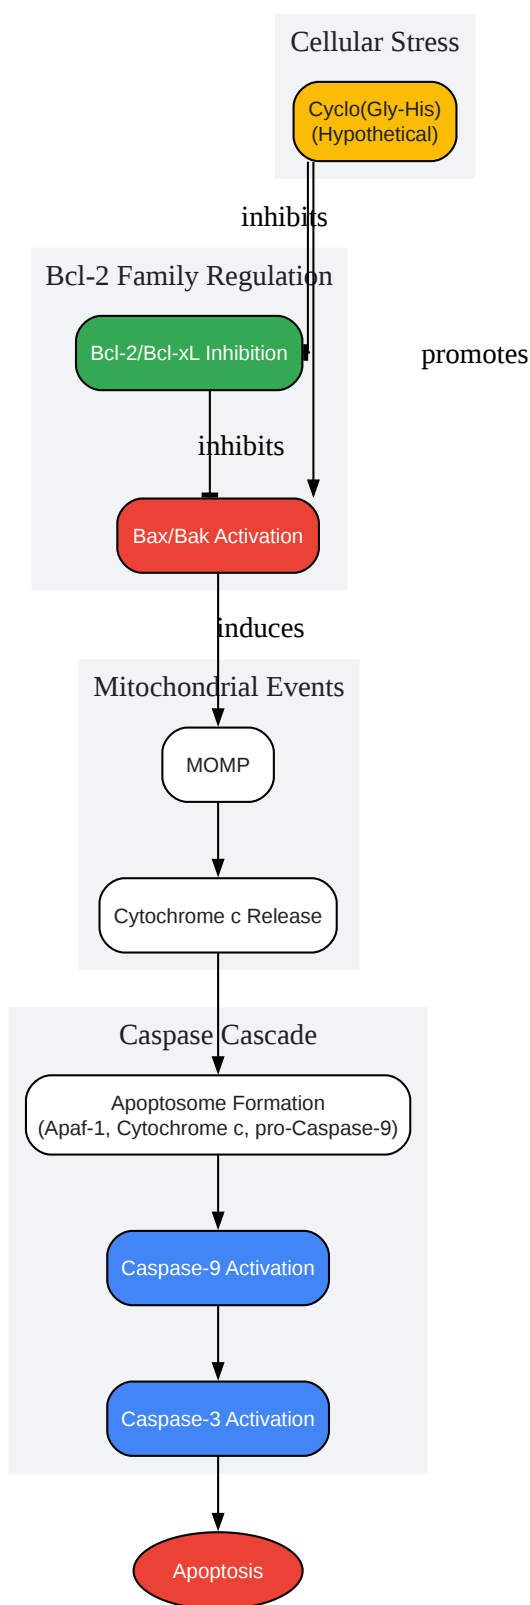 Cellular Stress
Cyclo(Gly-His)
(Hypothetical)
inhibits
Bcl-2 Family Regulation
Bcl-2/Bcl-xL Inhibition
promotes
inhibits
Bax/Bak Activation
induces
Mitochondrial Events
MOMP
Cytochrome c Release
Caspase Cascade
Apoptosome Formation
(Apaf-1, Cytochrome c, pro-Caspase-9)
Caspase-9 Activation
Caspase-3 Activation
Apoptosis